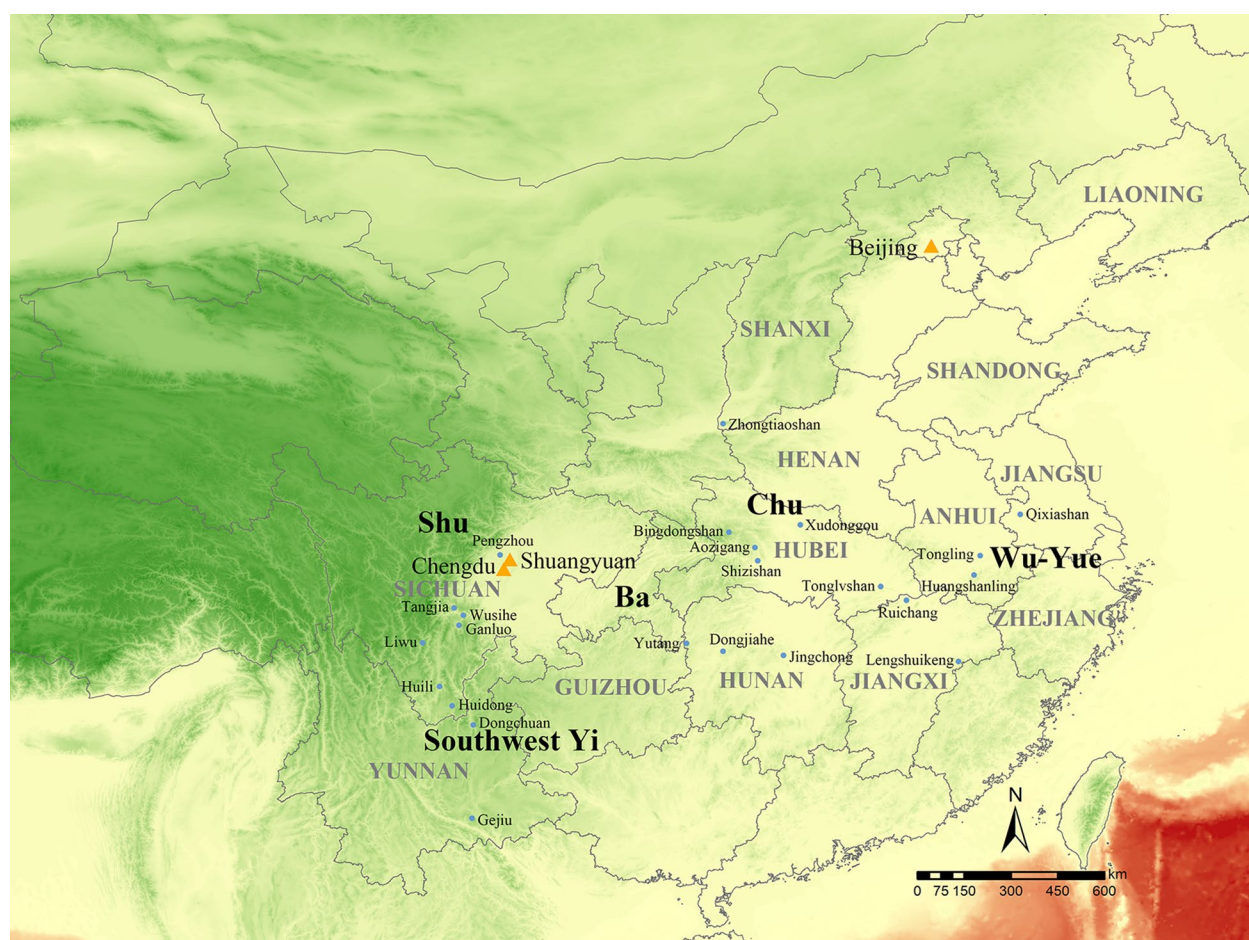 LIAONING
Beijing
SHANXI
SHANDONG
Zhongtiaoshan
HENAN
JIANGSU
Chu
Shu
ANHUI
Qixiashan
Xudonggou
Bingdongshan
Pengzhou
Aozigang
HUBEI
Tongling
Wu-Yue
Chengdu
Shuangyuan
Shizishan
SICHUAN
Tonglvshan
Huangshanling
Ba
Tangjia
Wusihe
Ruichang
ZHEJIANG
Ganluo
Liwu
Yutang
Dongjiahe
Jingchong
Lengshuikeng
Huili
GUIZHOU
HUNAN
JIANGXI
Huidong
Dongchuan
Southwest Yi
YUNNAN
N
Gejiu
km
0 75 150 300 450 600